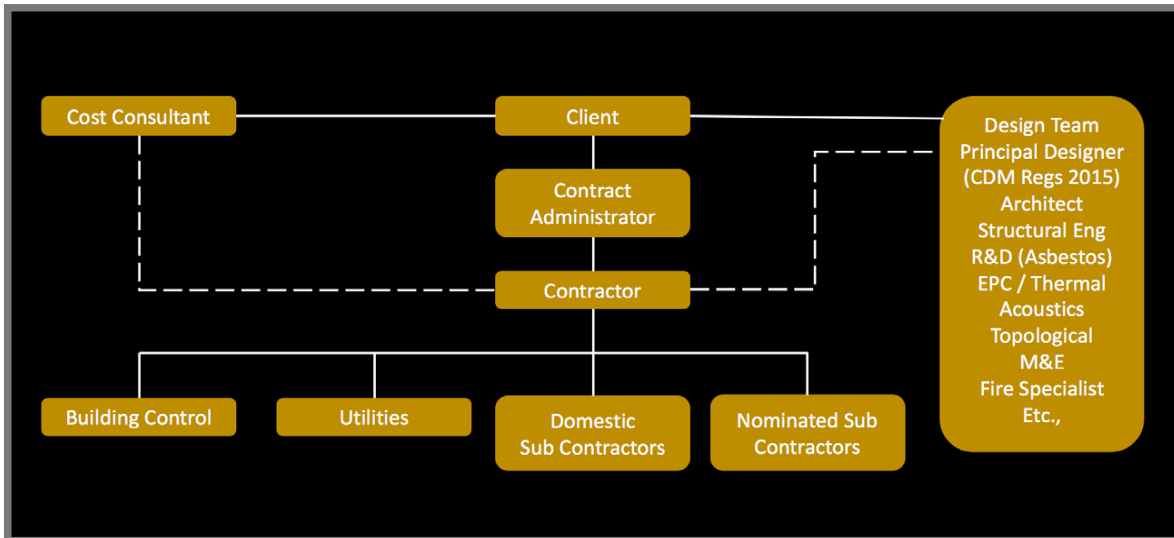 Cost Consultant
Client
Design Team
Principal Designer
(CDM Regs 2015)
Architect
Structural Eng
R&D (Asbestos)
EPC / Thermal
Acoustics
Topological
M&E
Fire Specialist
Etc.,
Contract
Administrator
Contractor
Building Control
Utilities
Domestic
Sub Contractors
Nominated Sub
Contractors